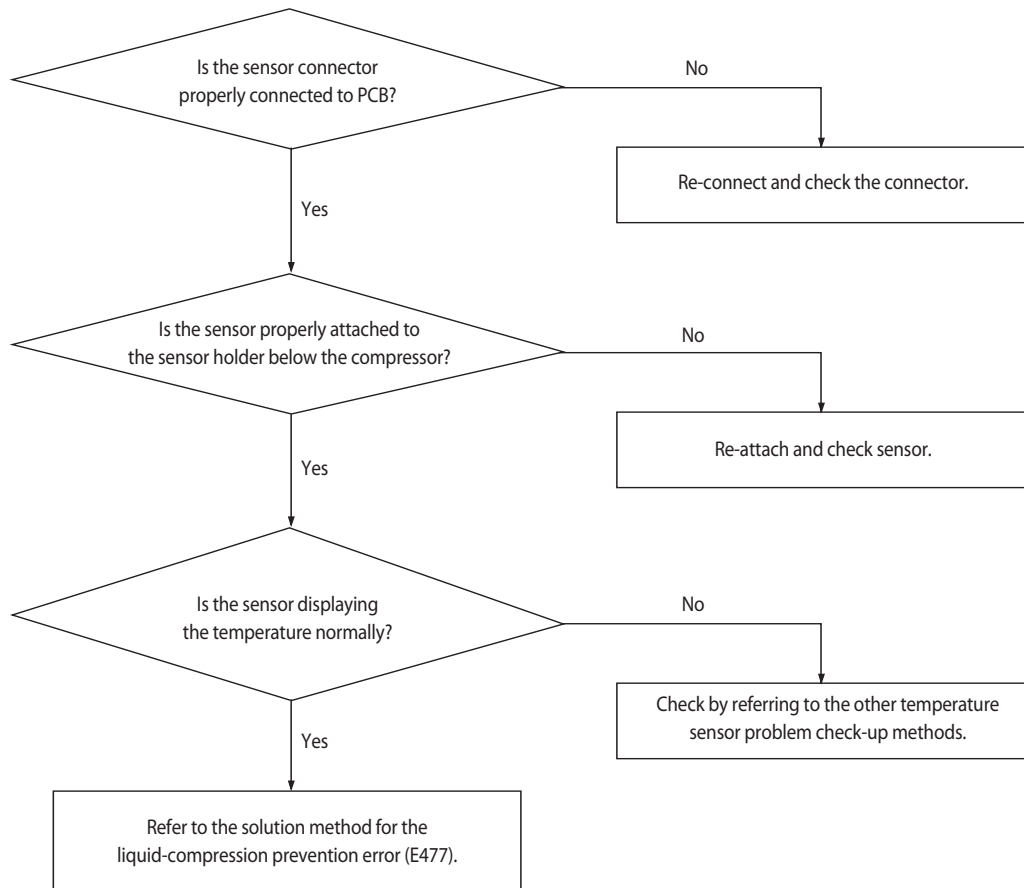 Is the sensor connector
properly connected to PCB?
No
Re-connect and check the connector.
Yes
Is the sensor properly attached to
the sensor holder below the compressor?
No
Re-attach and check sensor.
Yes
Is the sensor displaying
the temperature normally?
No
Check by referring to the other temperature
sensor problem check-up methods.
Yes
Refer to the solution method for the
liquid-compression prevention error (E477).